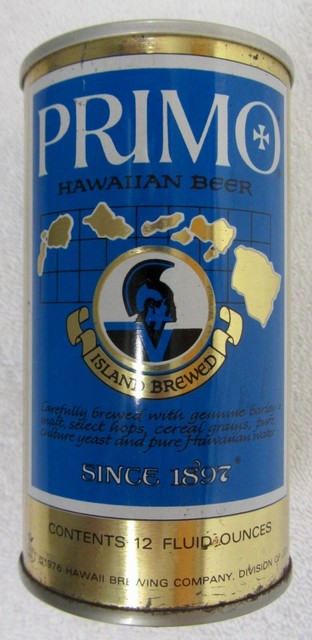 PRIMO
HAWAIIAN BEER
ISLAND BREWED
Carefully brewed with genuine barley
malt, select hops, cereal grains, pure
culture yeast and pure Hawaiian water
SINCE 1897
CONTENTS 12 FLUID OUNCES
©1976 HAWAII BREWING COMPANY, DIVISION OF